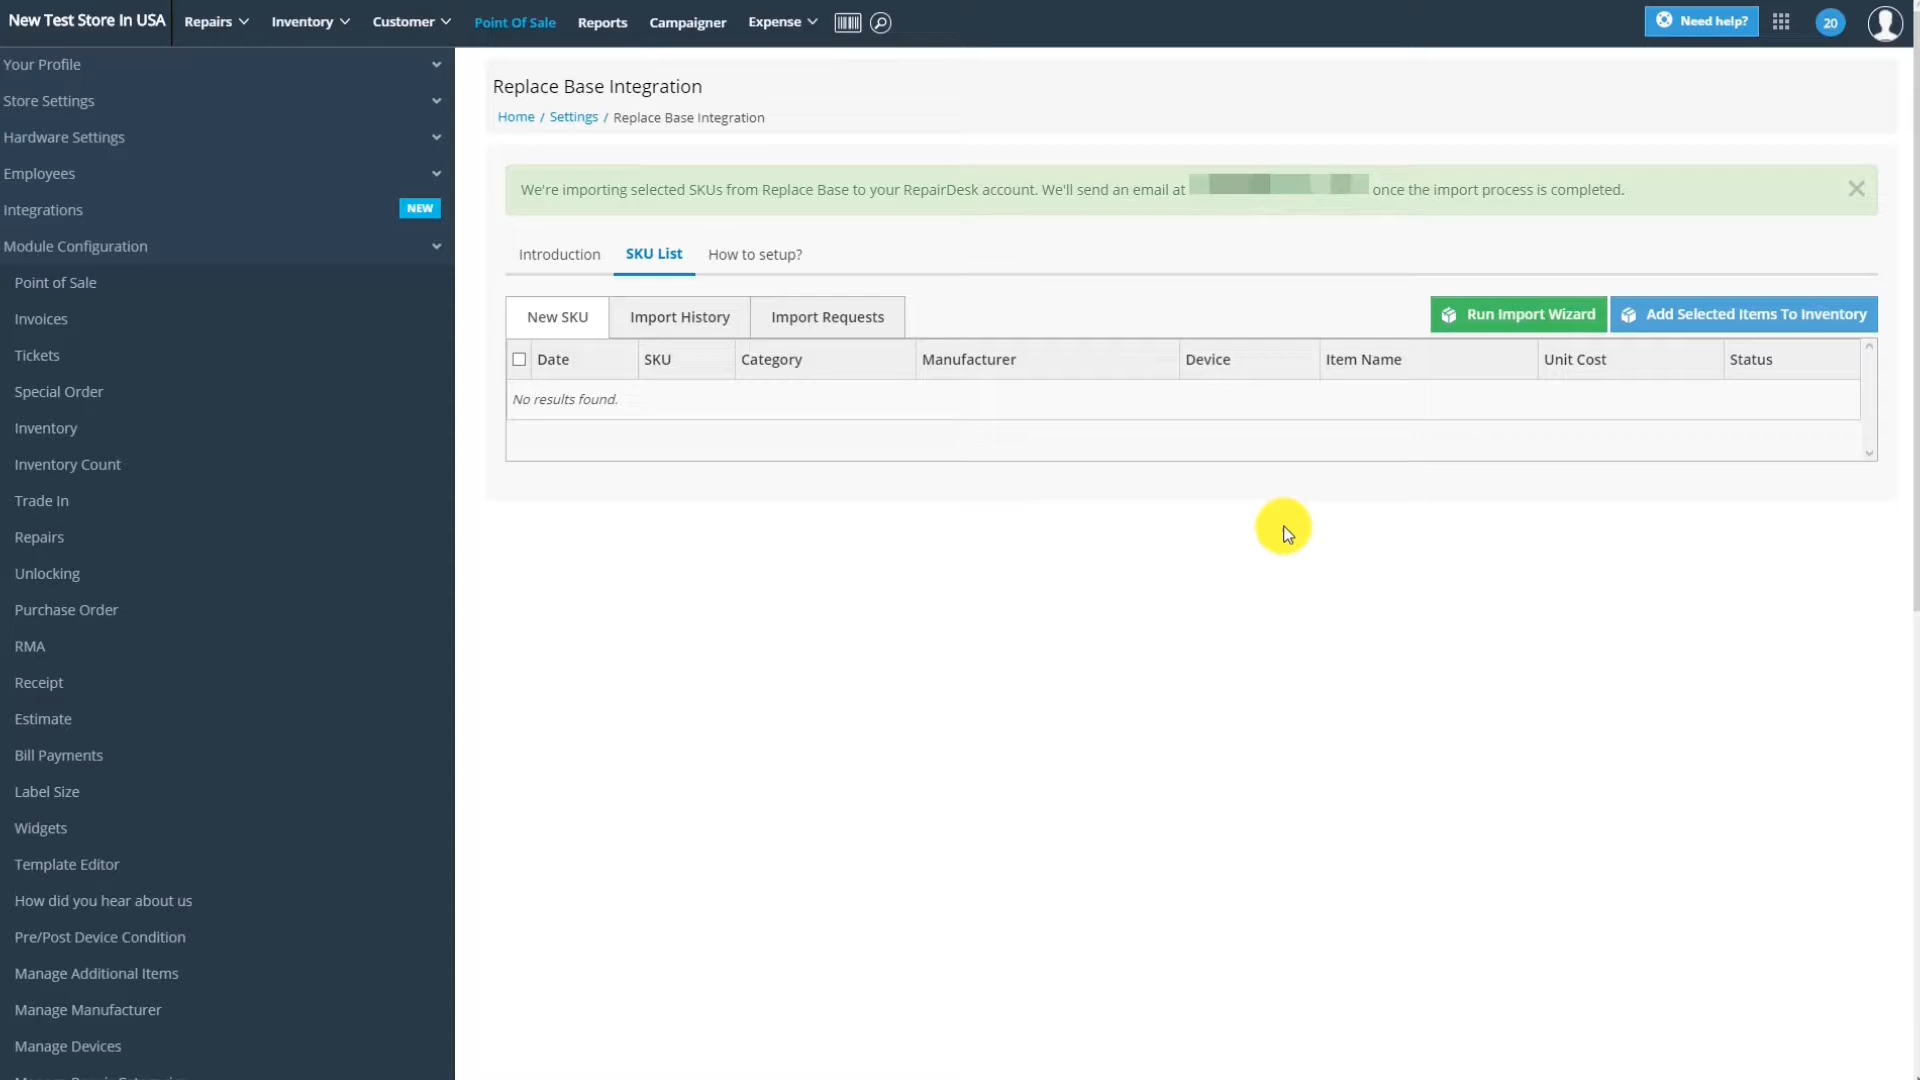 New Test Store In USA
Repairs
Inventory
Customer
Point Of Sale
Reports
Campaigner
Expense
Need help?
20
Your Profile
Store Settings
Hardware Settings
Employees
Integrations
NEW
Module Configuration
Point of Sale
Invoices
Tickets
Special Order
Inventory
Inventory Count
Trade In
Repairs
Unlocking
Purchase Order
RMA
Receipt
Estimate
Bill Payments
Label Size
Widgets
Template Editor
How did you hear about us
Pre/Post Device Condition
Manage Additional Items
Manage Manufacturer
Manage Devices
Replace Base Integration
Home / Settings / Replace Base Integration
We're importing selected SKUs from Replace Base to your RepairDesk account. We'll send an email at once the import process is completed.
Introduction
SKU List
How to setup?
New SKU
Import History
Import Requests
Run Import Wizard
Add Selected Items To Inventory
Date
SKU
Category
Manufacturer
Device
Item Name
Unit Cost
Status
No results found.